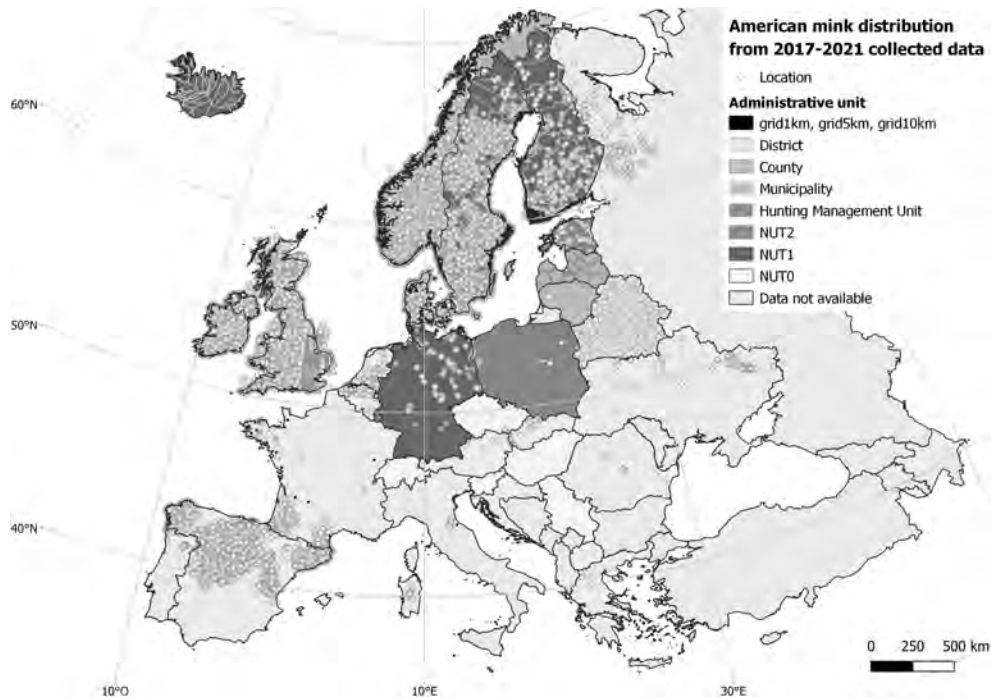 American mink distribution
from 2017-2021 collected data
Location
Administrative unit
grid1km, grid5km, grid10km
District
County
Municipality
Hunting Management Unit
NUT2
NUT1
NUT0
Data not available
60°N
50°N
40°N
0 250 500 km
10°O
10°E
30°E